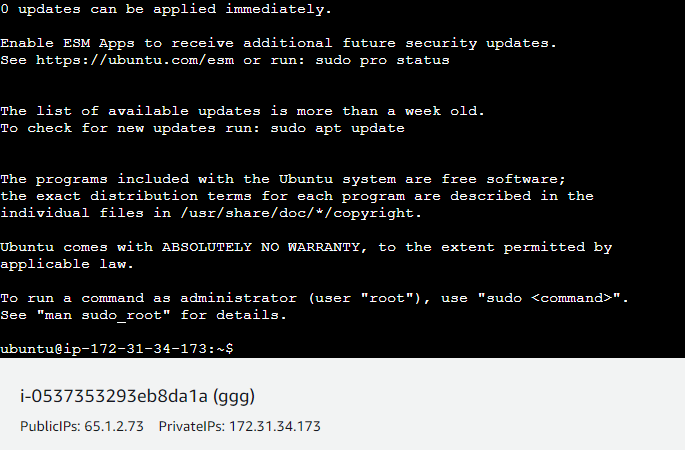 0 updates can be applied immediately.
Enable ESM Apps to receive additional future security updates.
See https://ubuntu.com/esm or run: sudo pro status
The list of available updates is more than a week old.
To check for new updates run: sudo apt update
The programs included with the Ubuntu system are free software;
the exact distribution terms for each program are described in the
individual files in /usr/share/doc/*/copyright.
Ubuntu comes with ABSOLUTELY NO WARRANTY, to the extent permitted by
applicable law.
To run a command as administrator (user "root"), use "sudo <command>".
See "man sudo_root" for details.
ubuntu@ip-172-31-34-173:~$
i-0537353293eb8da1a (ggg)
PublicIPs: 65.1.2.73 PrivateIPs: 172.31.34.173